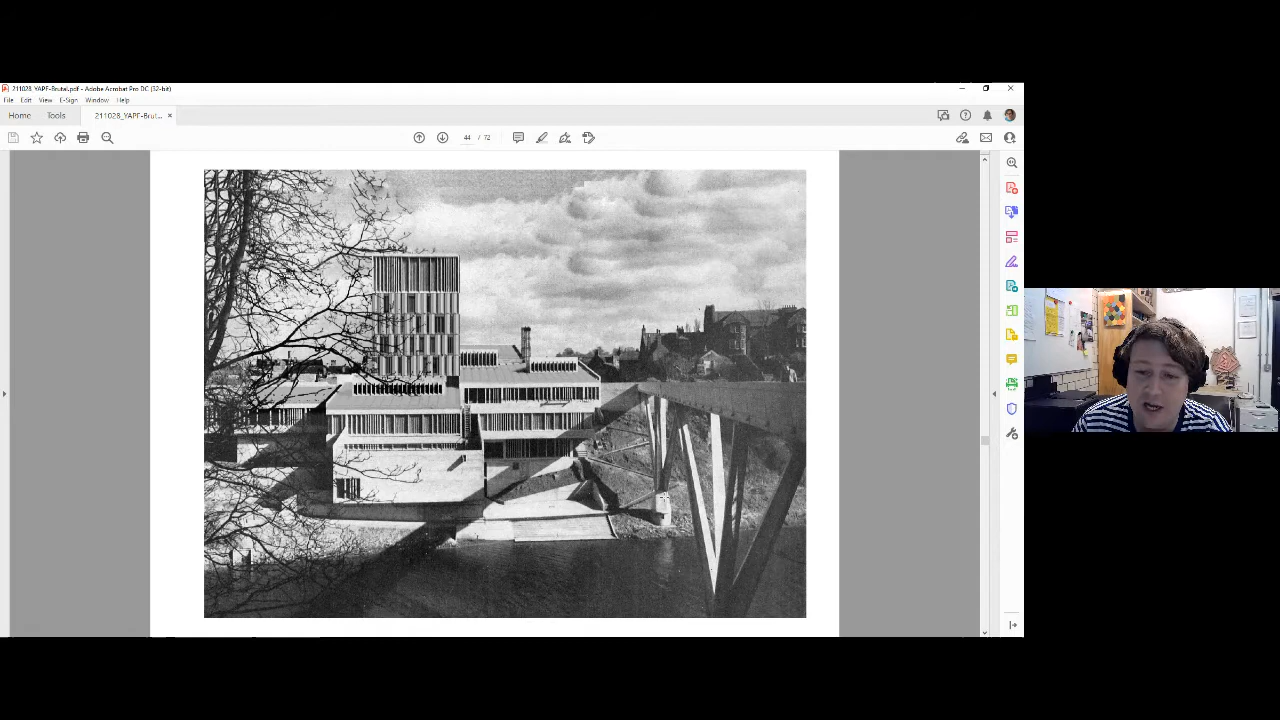 211028_YAPF-Brutal.pdf - Adobe Acrobat Pro DC (32-bit)
File Edit View E-Sign Window Help
Home Tools 211028_YAPF-Brut...
44 / 72